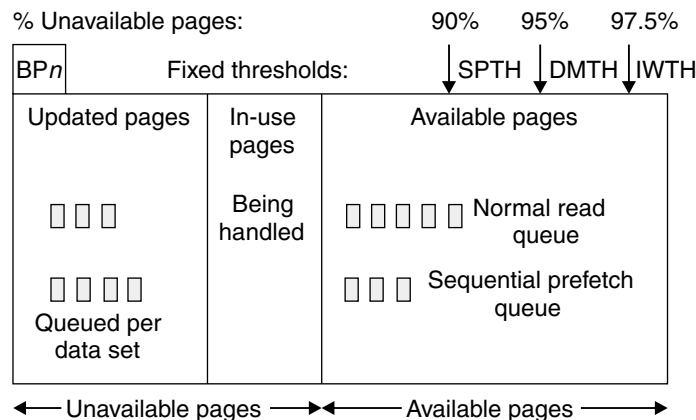 % Unavailable pages: 90% 95% 97.5%
BPn Fixed thresholds: SPTH DMTH IWTH
Updated pages
In-use
pages
Available pages
Being
handled
Normal read
queue
Sequential prefetch
queue
Queued per
data set
Unavailable pages Available pages